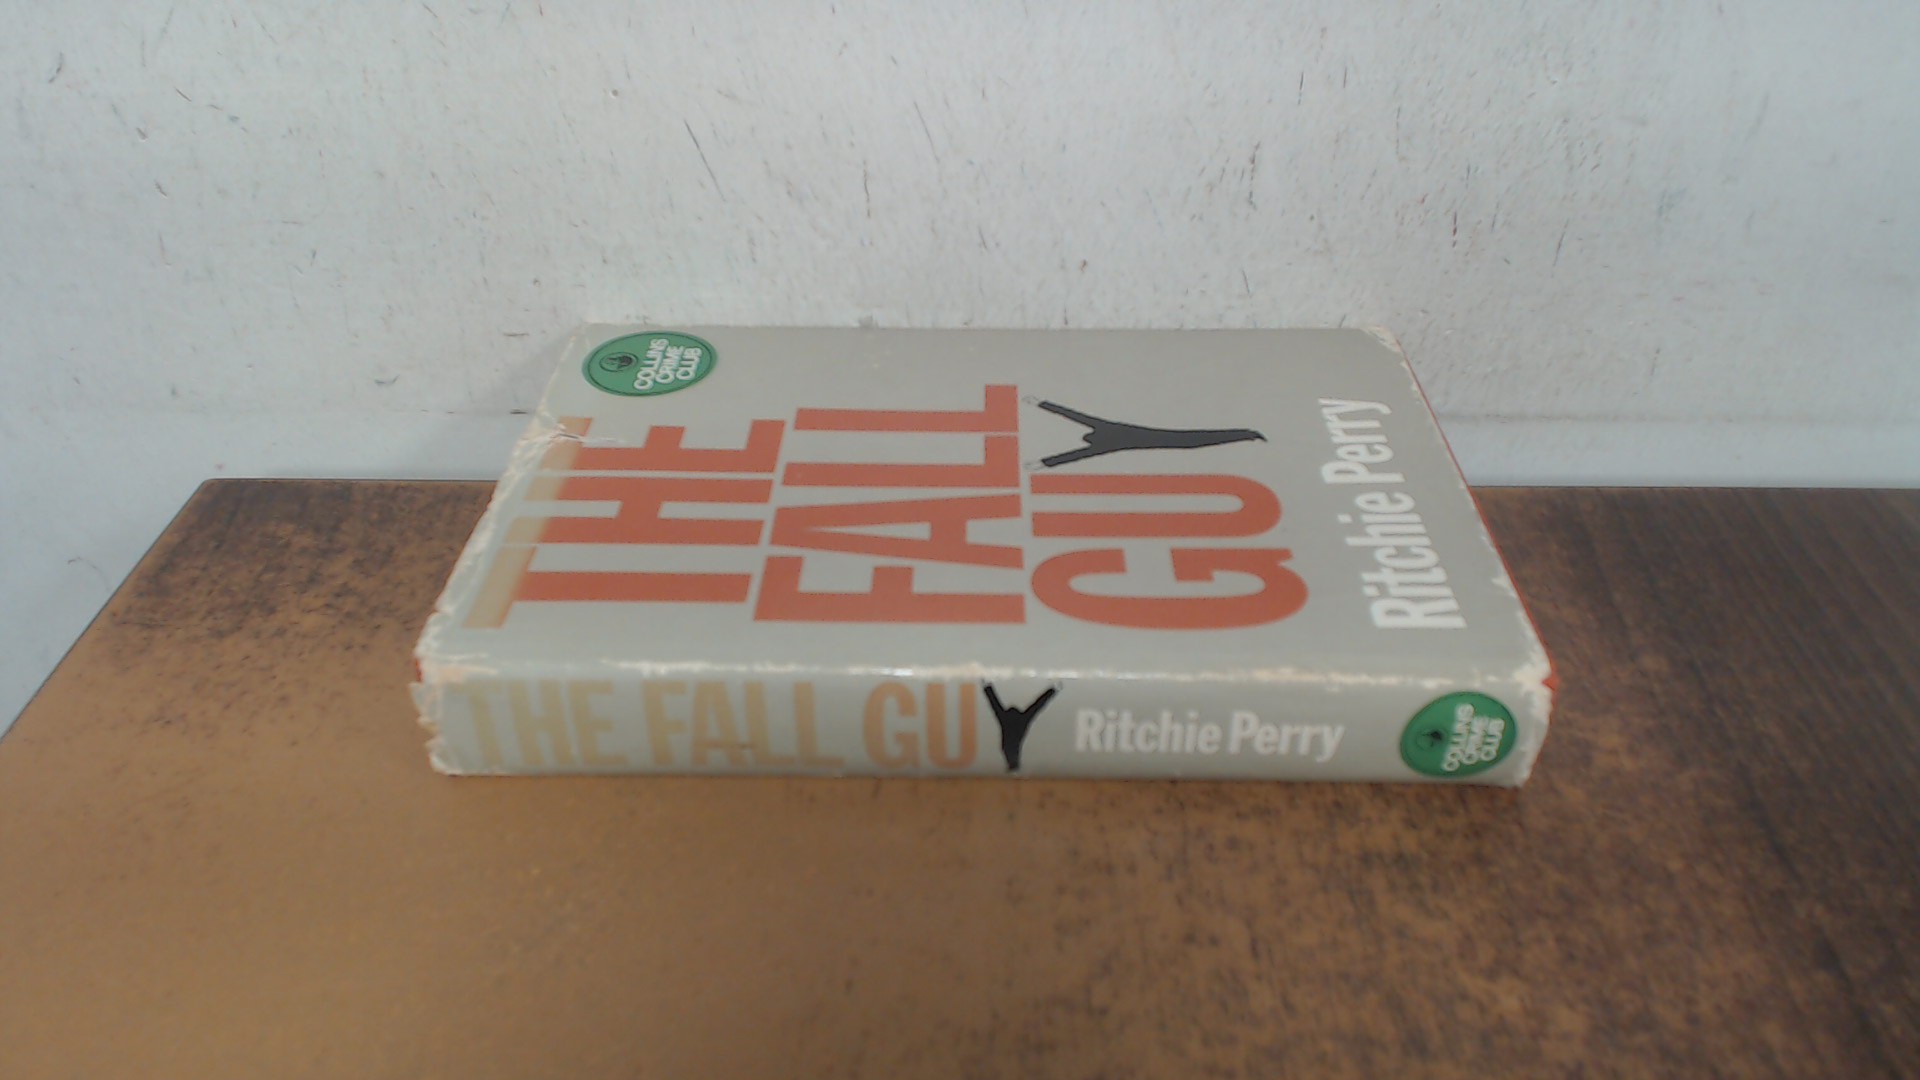 COLLINS
CRIME
CLUB
THE
FALL
GUY
Ritchie Perry
THE FALL GUY Ritchie Perry
COLLINS
CRIME
CLUB